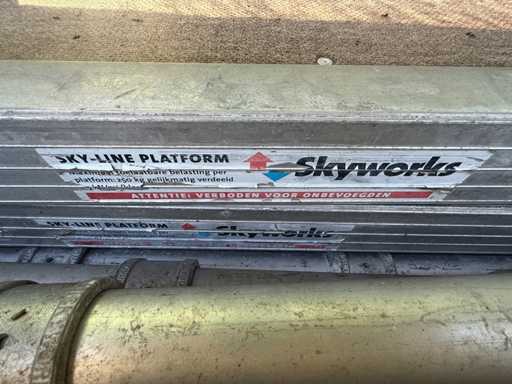 SKY-LINE PLATFORM
Maximaal toelaatbare belasting per
platform: 250 kg gelijkmatig verdeeld
Skyworks
ATTENTIE: VERBODEN VOOR ONBEVOEGDEN
SKY-LINE PLATFORM
Skyworks